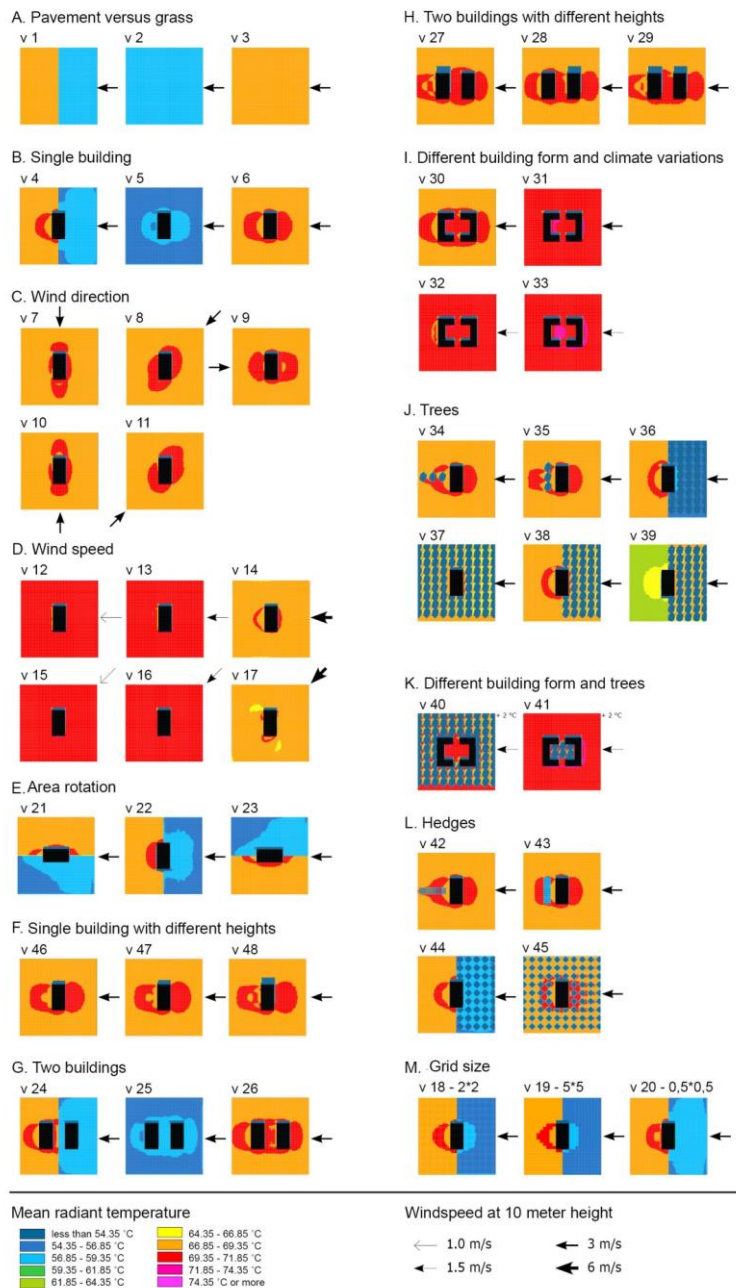 A. Pavement versus grass
v 1 v 2 v 3
B. Single building
v 4 v 5 v 6
C. Wind direction
v 7 v 8 v 9
v 10 v 11
D. Wind speed
v 12 v 13 v 14
v 15 v 16 v 17
E. Area rotation
v 21 v 22 v 23
F. Single building with different heights
v 46 v 47 v 48
G. Two buildings
v 24 v 25 v 26
H. Two buildings with different heights
v 27 v 28 v 29
I. Different building form and climate variations
v 30 v 31
v 32 v 33
J. Trees
v 34 v 35 v 36
v 37 v 38 v 39
K. Different building form and trees
v 40 + 2 °C v 41 + 2 °C
L. Hedges
v 42 v 43
v 44 v 45
M. Grid size
v 18 - 2*2 v 19 - 5*5 v 20 - 0,5*0,5
Mean radiant temperature
less than 54.35 °C
54.35 - 56.85 °C
56.85 - 59.35 °C
59.35 - 61.85 °C
61.85 - 64.35 °C
64.35 - 66.85 °C
66.85 - 69.35 °C
69.35 - 71.85 °C
71.85 - 74.35 °C
74.35 °C or more
Windspeed at 10 meter height
1.0 m/s 3 m/s
1.5 m/s 6 m/s